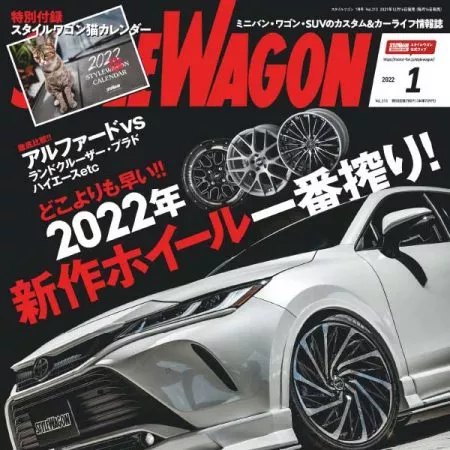 特別付録
スタイルワゴン猫カレンダー
2022
STYLEWAGON
CALENDAR
ミニバン・ワゴン・SUVのカスタム&カーライフ情報誌
STYLEWAGON
2022
1
徹底比較!!
アルファードVS
ランドクルーザー・プラド
ハイエースetc
どこよりも早い!!
2022年
新作ホイール一番搾り!
STYLEWAGON